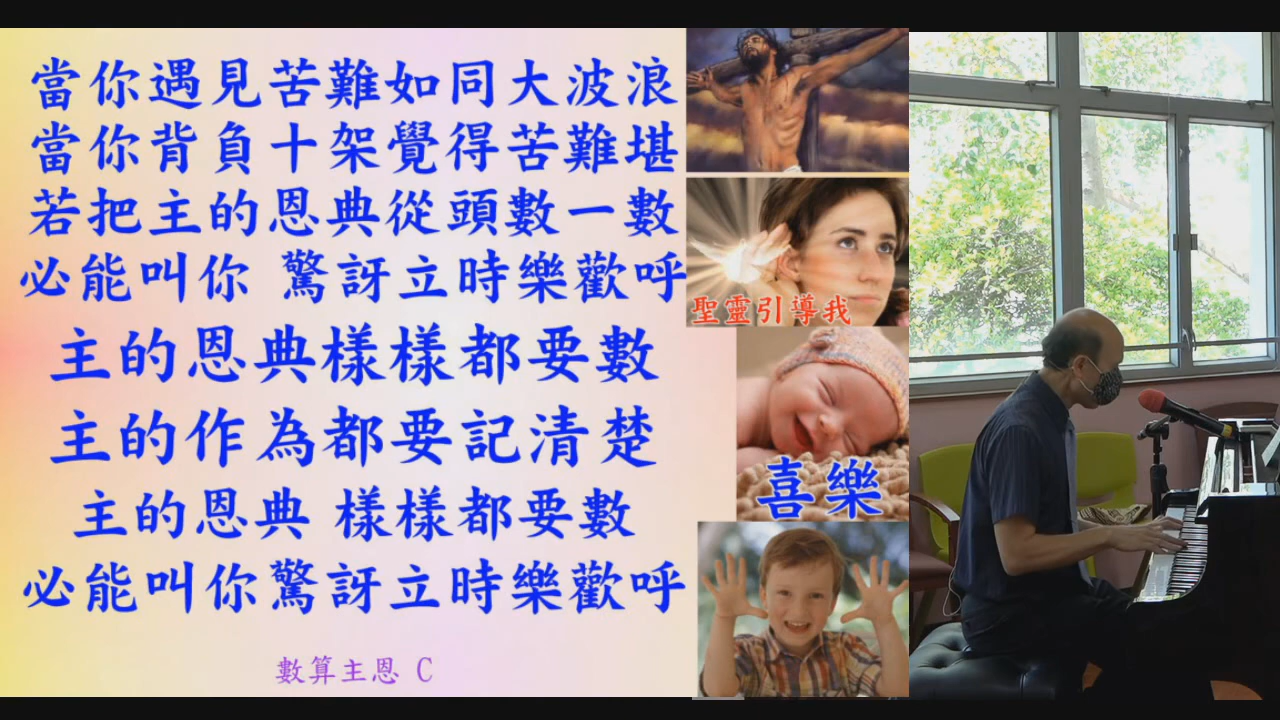 當你遇見苦難如同大波浪
當你背負十架覺得苦難堪
若把主的恩典從頭數一數
必能叫你 驚訝立時樂歡呼
主的恩典樣樣都要數
主的作為都要記清楚
主的恩典 樣樣都要數
必能叫你驚訝立時樂歡呼
數算主恩 C
聖靈引導我
喜樂